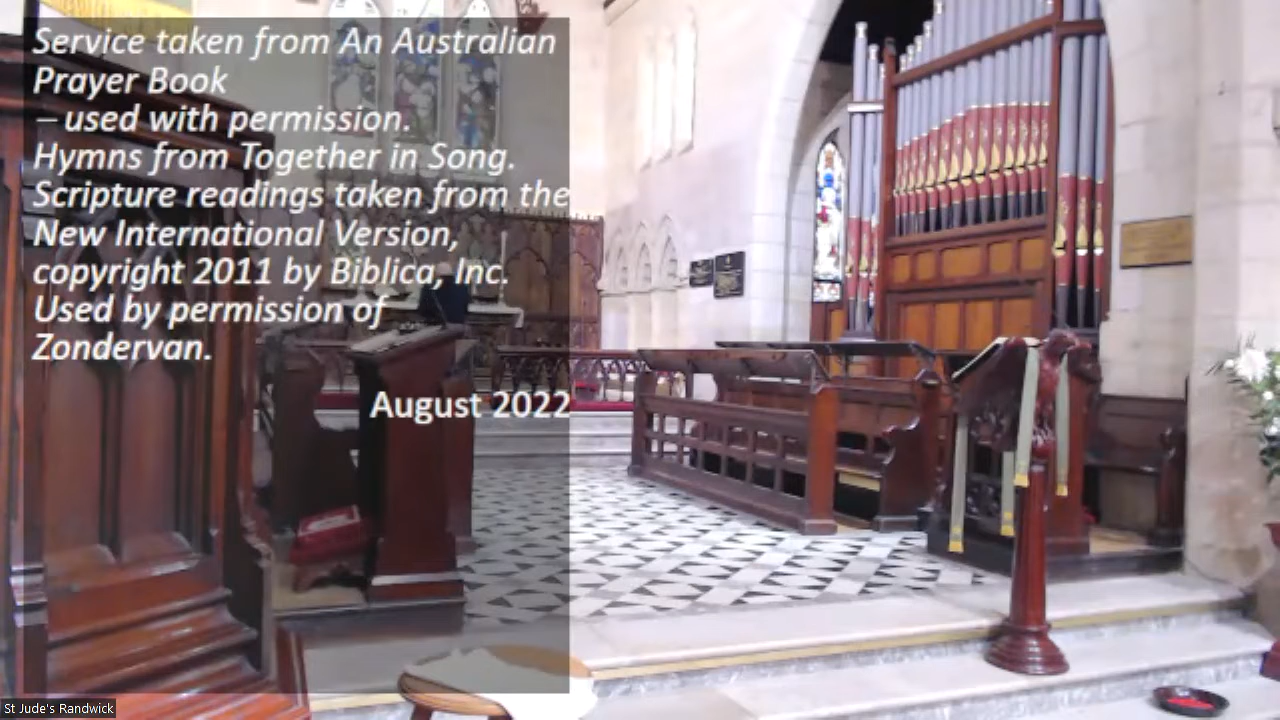 Service taken from An Australian
Prayer Book
– used with permission.
Hymns from Together in Song.
Scripture readings taken from the
New International Version,
copyright 2011 by Biblica, Inc.
Used by permission of
Zondervan.
August 2022
St Jude's Randwick